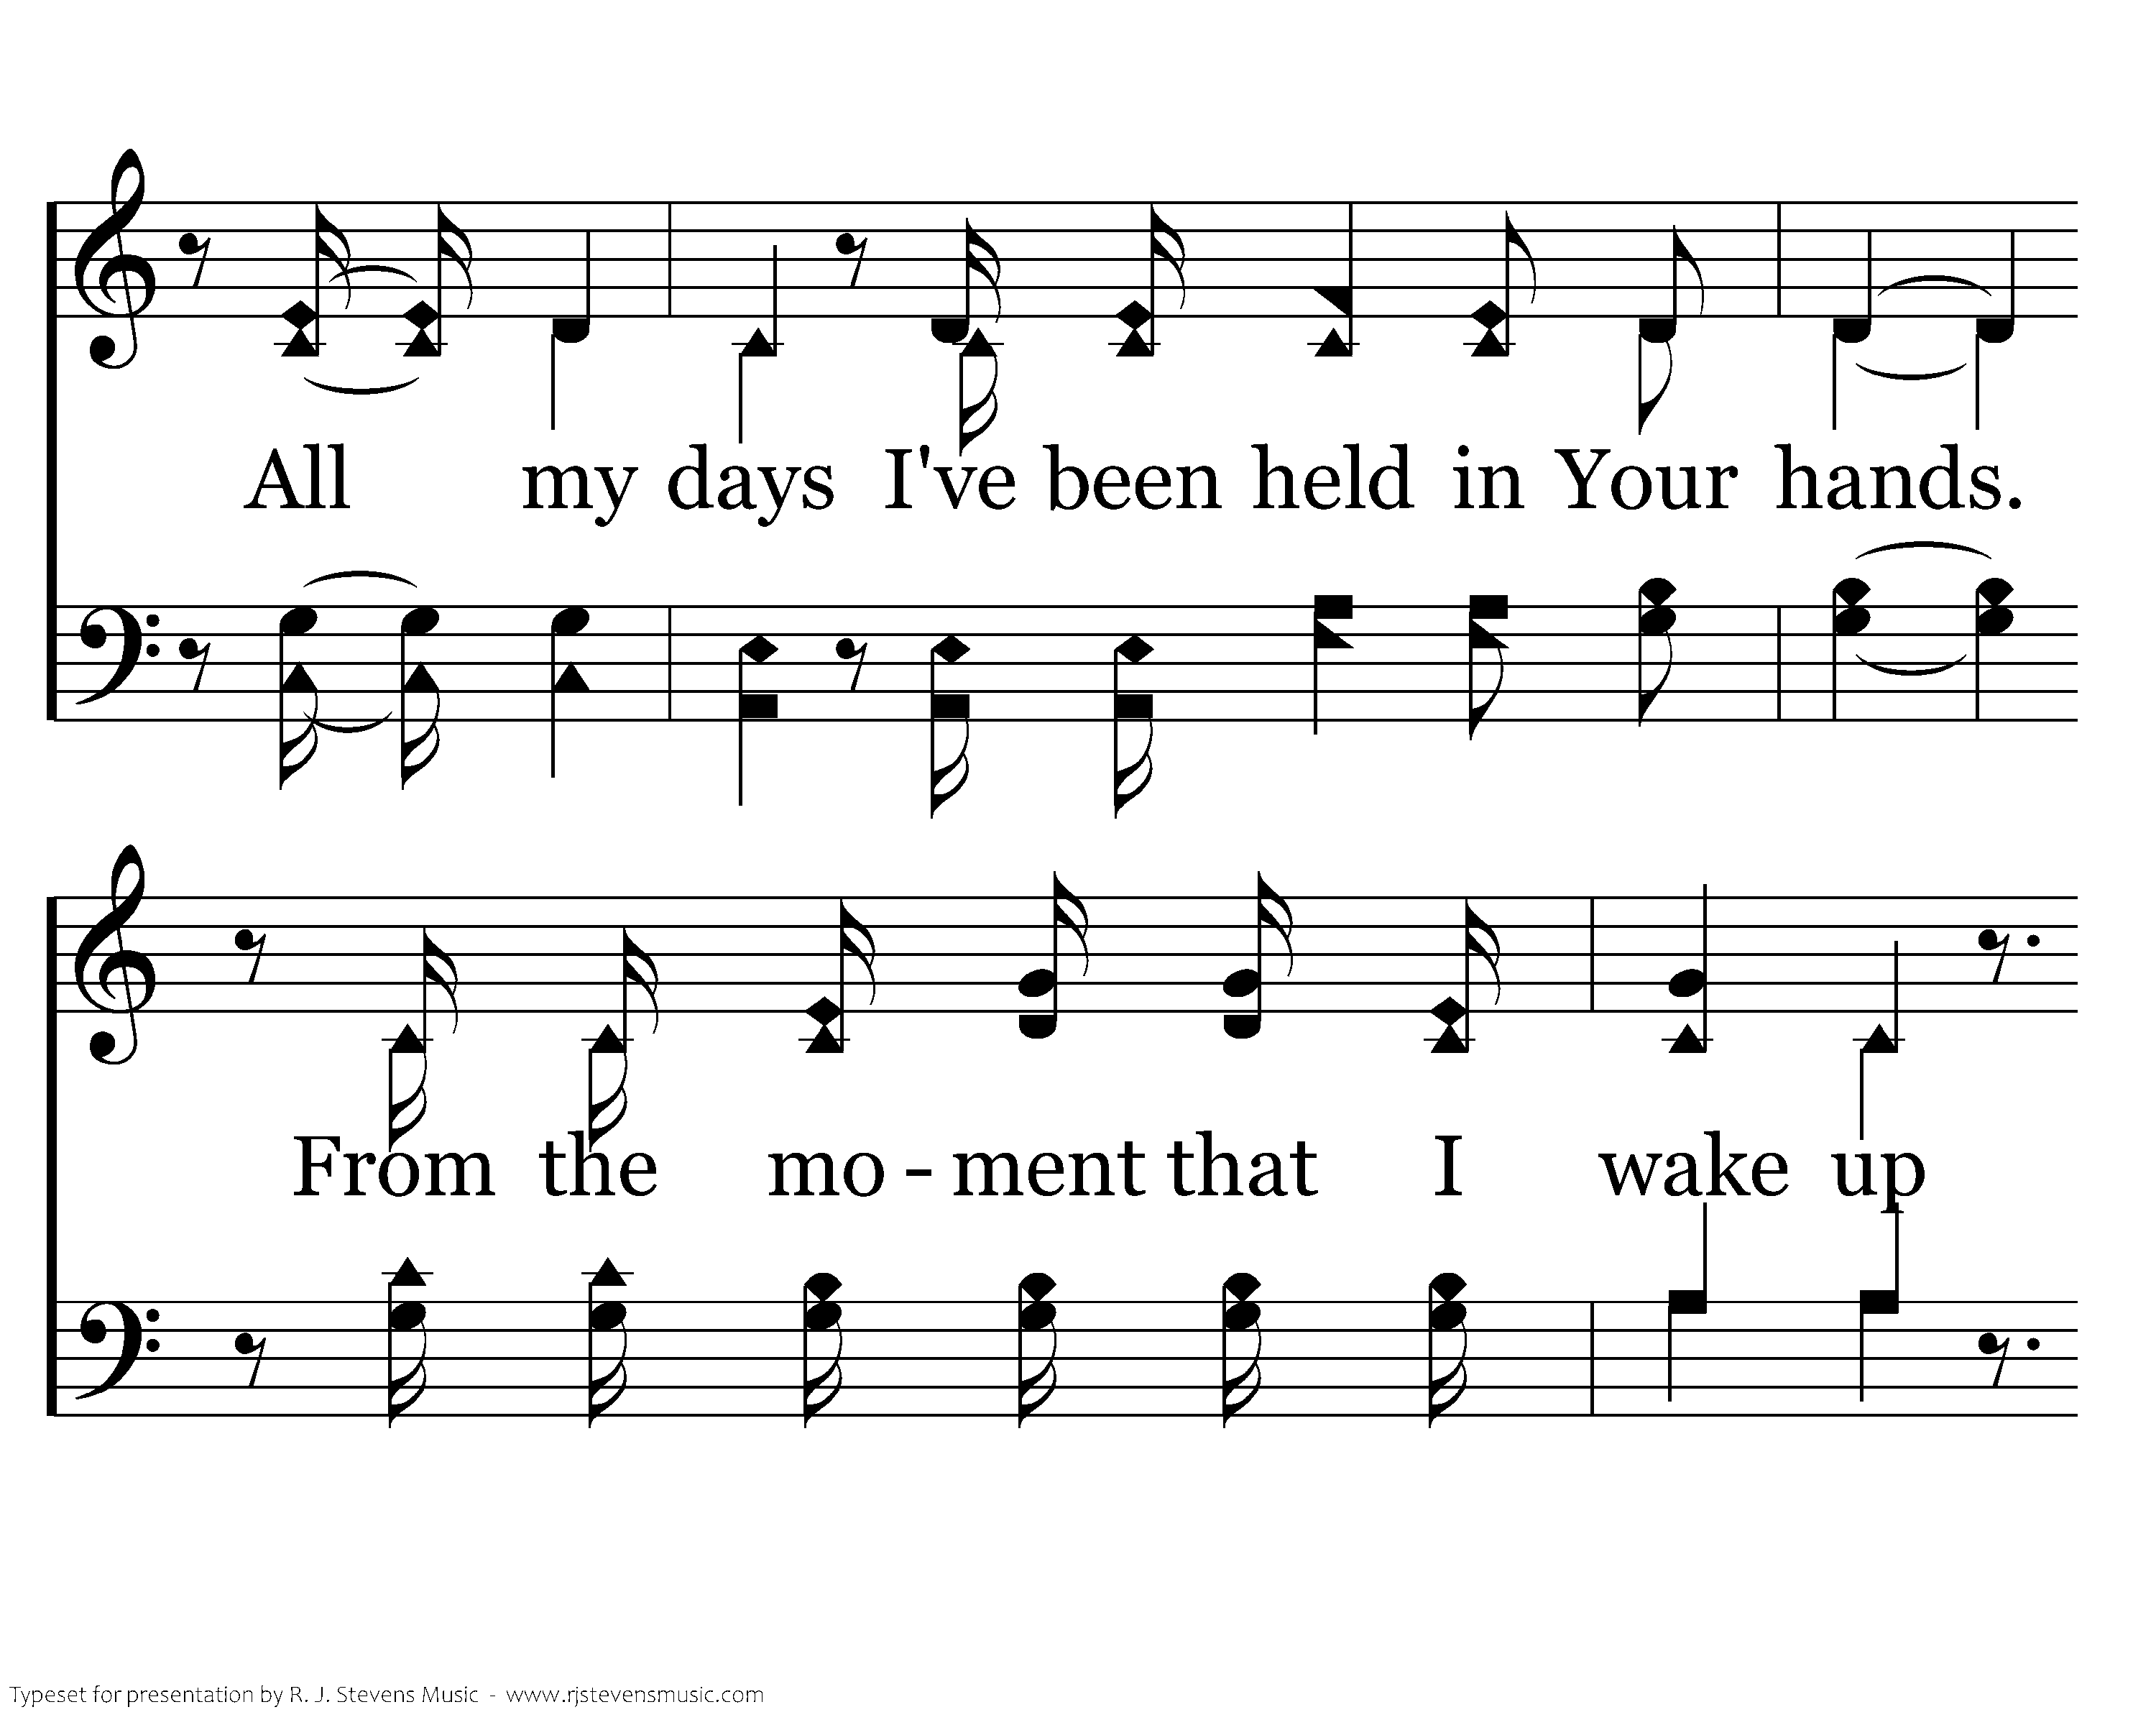 All my days I've been held in Your hands.
From the mo - ment that I wake up
Typeset for presentation by R. J. Stevens Music - www.rjstevensmusic.com